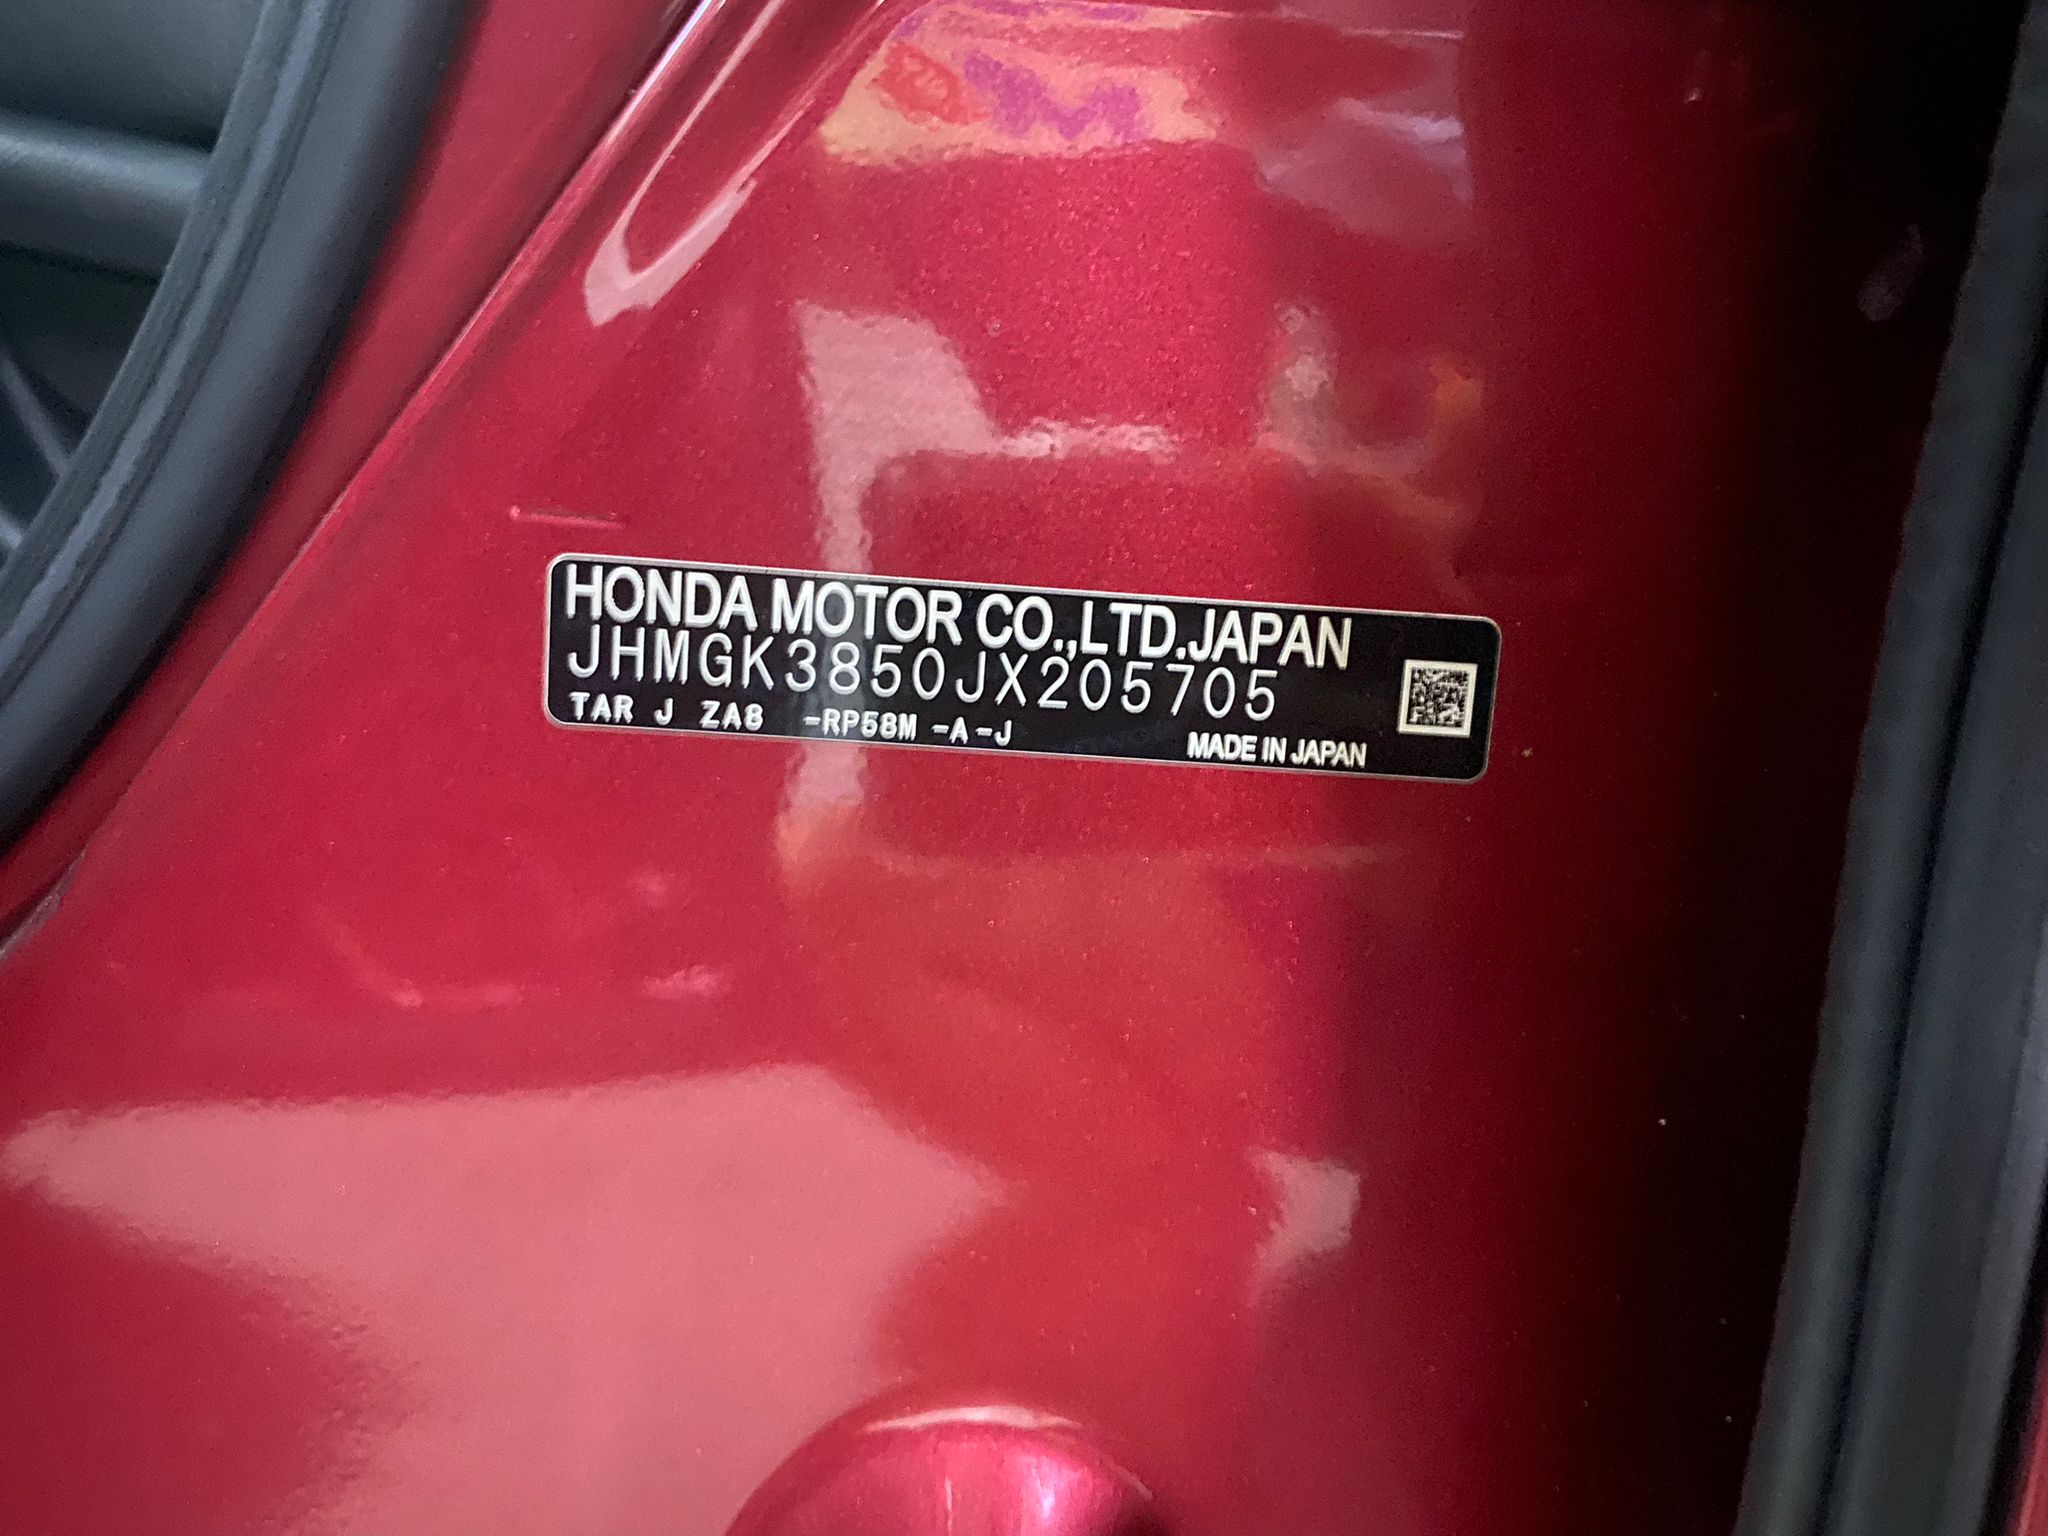 HONDA MOTOR CO.,LTD.JAPAN
JHMGK3850JX205705
TAR J ZA8 -RP58M -A-J
MADE IN JAPAN